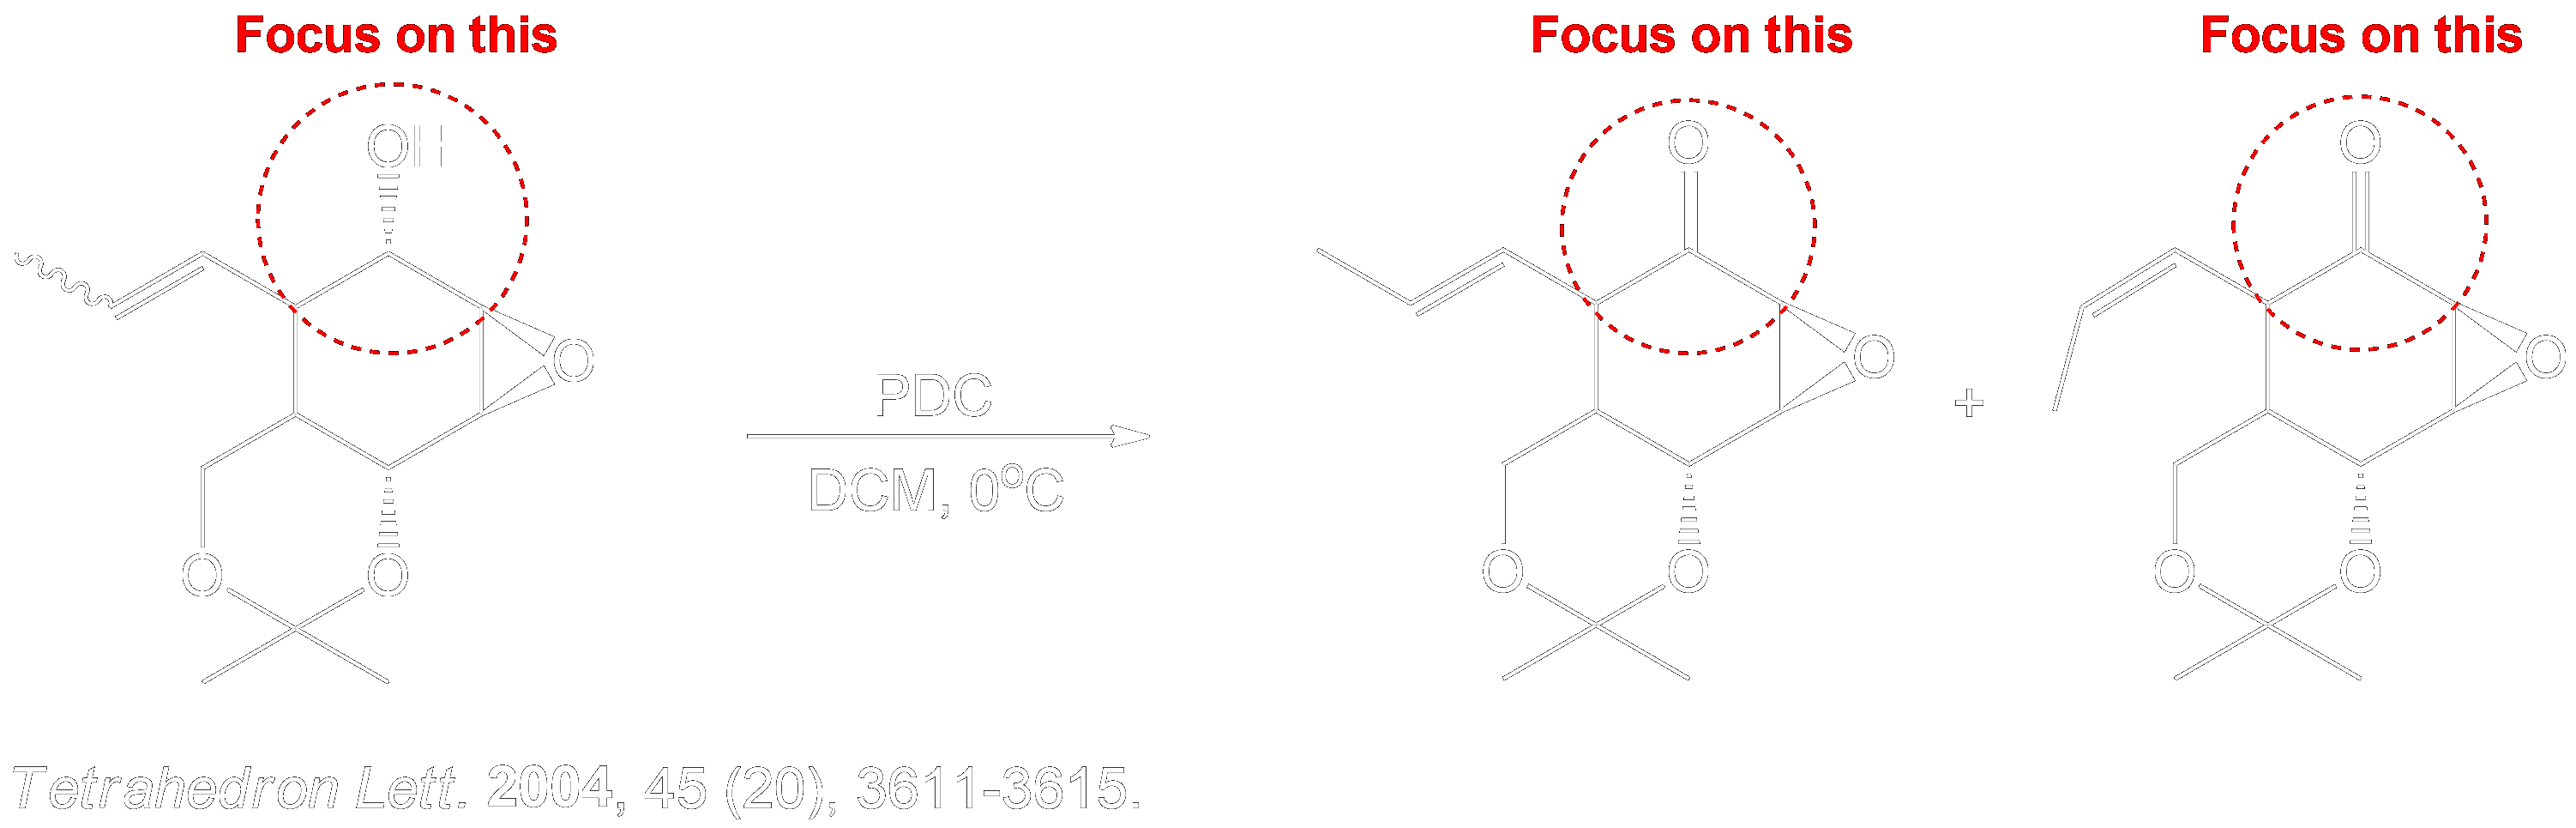 Focus on this
Focus on this
Focus on this
OH
O
O
O
O
O
O
O
O
PDC
+
DCM, 0ºC
O
O
O
O
O
O
Tetrahedron Lett. 2004, 45 (20), 3611-3615.